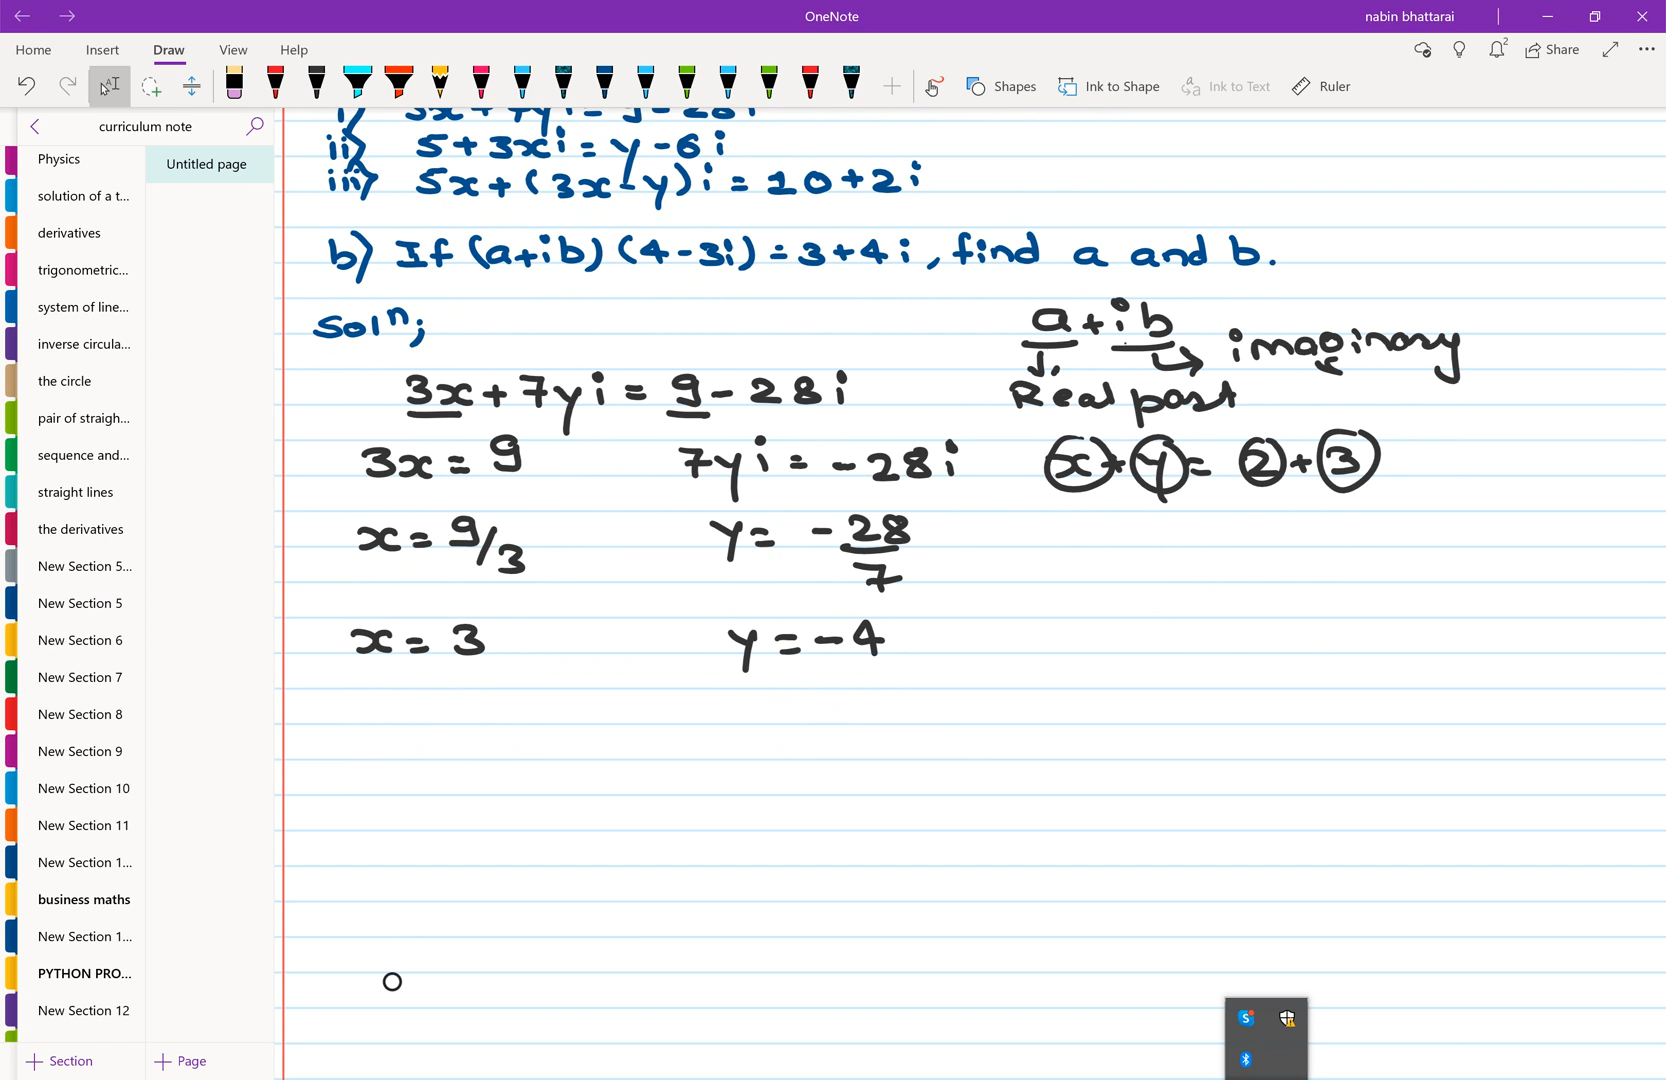 OneNote
nabin bhattarai
Home Insert Draw View Help
2
Share
Shapes
Ink to Shape
Ink to Text
Ruler
curriculum note
Untitled page
Physics
solution of a t...
derivatives
trigonometric...
system of line...
inverse circula...
the circle
pair of straigh...
sequence and...
straight lines
the derivatives
New Section 5...
New Section 5
New Section 6
New Section 7
New Section 8
New Section 9
New Section 10
New Section 11
New Section 1...
business maths
New Section 1...
PYTHON PRO...
New Section 12
+ Section
+ Page
i) 3x + 7yi = 9 - 28i
ii) 5 + 3xi = y - 6i
iii) 5x + (3x - y)i = 10 + 2i
b) If (a+ib) (4-3i) = 3+4i, find a and b.
Solⁿ;
a + ib
imaginary
Real part
3x + 7yi = 9 - 28i
3x = 9
7yi = -28i
x + y = 2 + 3
x = 9/3
y = -28/7
x = 3
y = -4